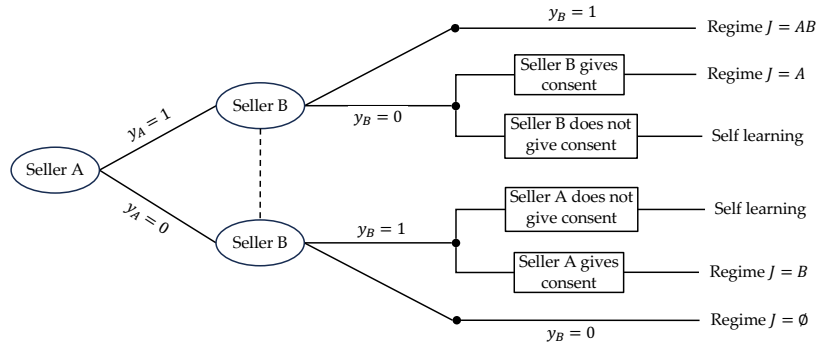 y_B = 1
Regime J = AB
Seller B gives
consent
Regime J = A
Seller B
y_A = 1
y_B = 0
Seller B does not
give consent
Self learning
Seller A
y_A = 0
Seller A does not
give consent
Self learning
Seller B
y_B = 1
Seller A gives
consent
Regime J = B
Regime J = ∅
y_B = 0